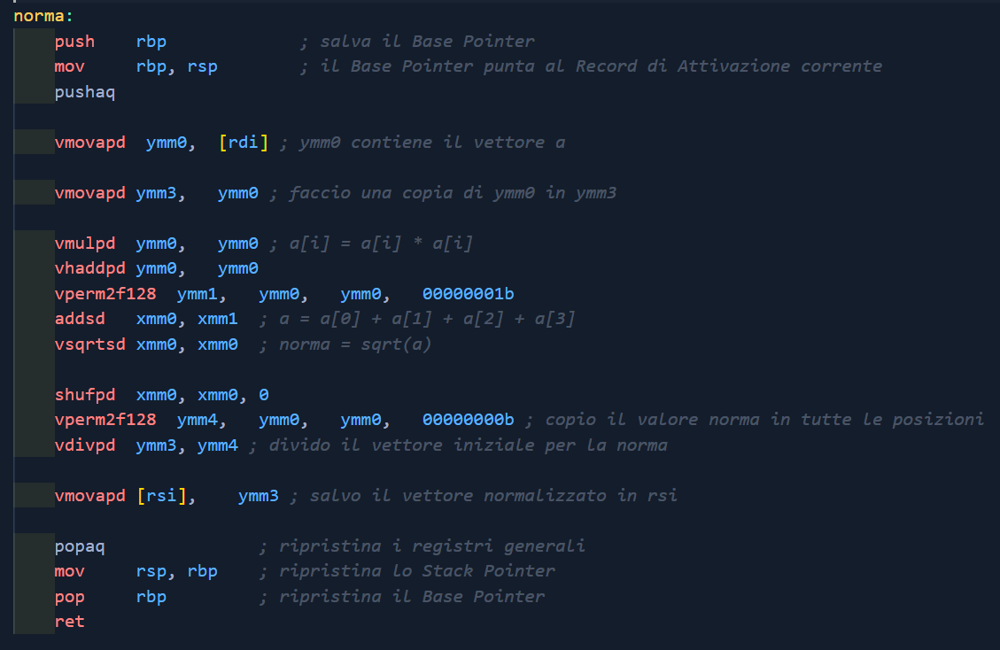 norma:
push rbp ; salva il Base Pointer
mov rbp, rsp ; il Base Pointer punta al Record di Attivazione corrente
pushaq
vmovapd ymm0, [rdi] ; ymm0 contiene il vettore a
vmovapd ymm3, ymm0 ; faccio una copia di ymm0 in ymm3
vmulpd ymm0, ymm0 ; a[i] = a[i] * a[i]
vhaddpd ymm0, ymm0
vperm2f128 ymm1, ymm0, ymm0, 00000001b
addsd xmm0, xmm1 ; a = a[0] + a[1] + a[2] + a[3]
vsqrtsd xmm0, xmm0 ; norma = sqrt(a)
shufpd xmm0, xmm0, 0
vperm2f128 ymm4, ymm0, ymm0, 00000000b ; copio il valore norma in tutte le posizioni
vdivpd ymm3, ymm4 ; divido il vettore iniziale per la norma
vmovapd [rsi], ymm3 ; salvo il vettore normalizzato in rsi
popaq ; ripristina i registri generali
mov rsp, rbp ; ripristina lo Stack Pointer
pop rbp ; ripristina il Base Pointer
ret